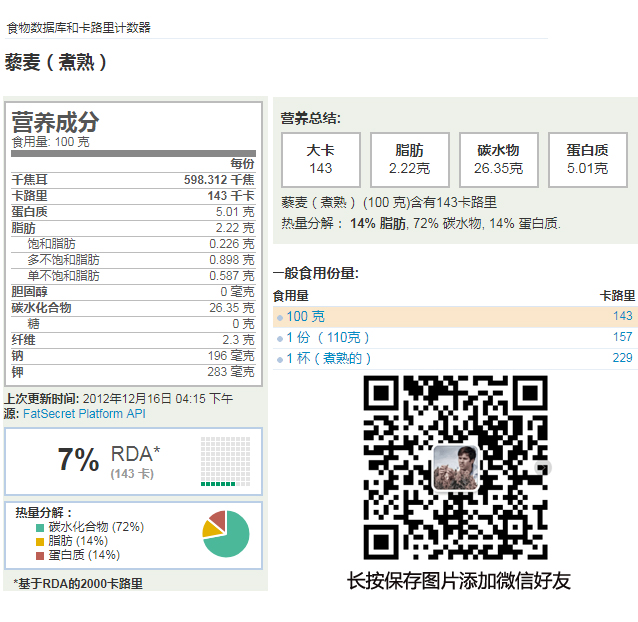 食物数据库和卡路里计数器
藜麦（煮熟）
营养成分
食用量: 100 克
每份
千焦耳 598.312 千焦
卡路里 143 千卡
蛋白质 5.01 克
脂肪 2.22 克
饱和脂肪 0.226 克
多不饱和脂肪 0.898 克
单不饱和脂肪 0.587 克
胆固醇 0 毫克
碳水化合物 26.35 克
糖 0 克
纤维 2.3 克
钠 196 毫克
钾 283 毫克
上次更新时间: 2012年12月16日 04:15 下午
源: FatSecret Platform API
7% RDA*
(143 卡)
热量分解：
碳水化合物 (72%)
脂肪 (14%)
蛋白质 (14%)
*基于RDA的2000卡路里
营养总结:
大卡 脂肪 碳水物 蛋白质
143 2.22克 26.35克 5.01克
藜麦（煮熟） (100 克)含有143卡路里
热量分解： 14% 脂肪, 72% 碳水物, 14% 蛋白质.
一般食用份量:
食用量 卡路里
100 克 143
1 份 （110克） 157
1 杯（煮熟的） 229
长按保存图片添加微信好友